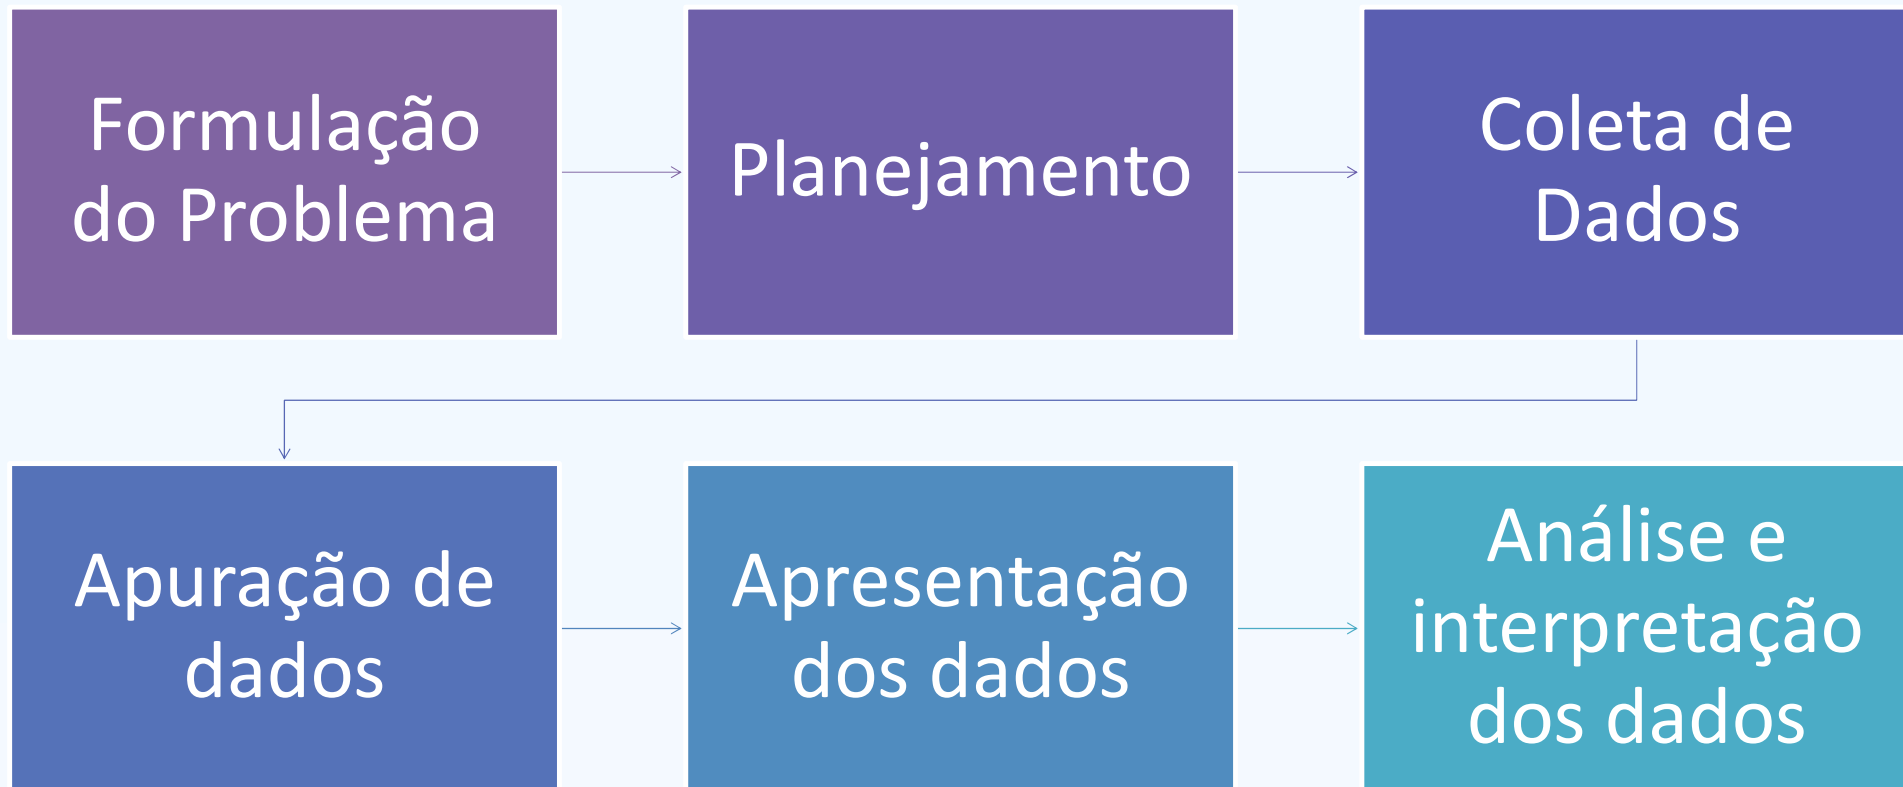 Formulação
do Problema
Planejamento
Coleta de
Dados
Apuração de
dados
Apresentação
dos dados
Análise e
interpretação
dos dados